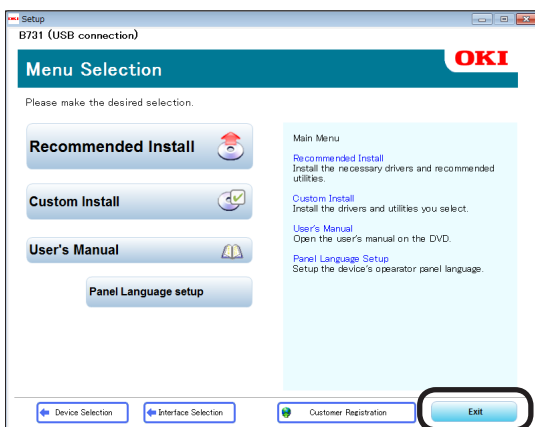 OKI Setup
B731 (USB connection)
Menu Selection
OKI
Please make the desired selection.
Recommended Install
Custom Install
User's Manual
Panel Language setup
Main Menu
Recommended Install
Install the necessary drivers and recommended
utilities.
Custom Install
Install the drivers and utilities you select.
User's Manual
Open the user's manual on the DVD.
Panel Language Setup
Setup the device's opearator panel language.
Device Selection
Interface Selection
Customer Registration
Exit